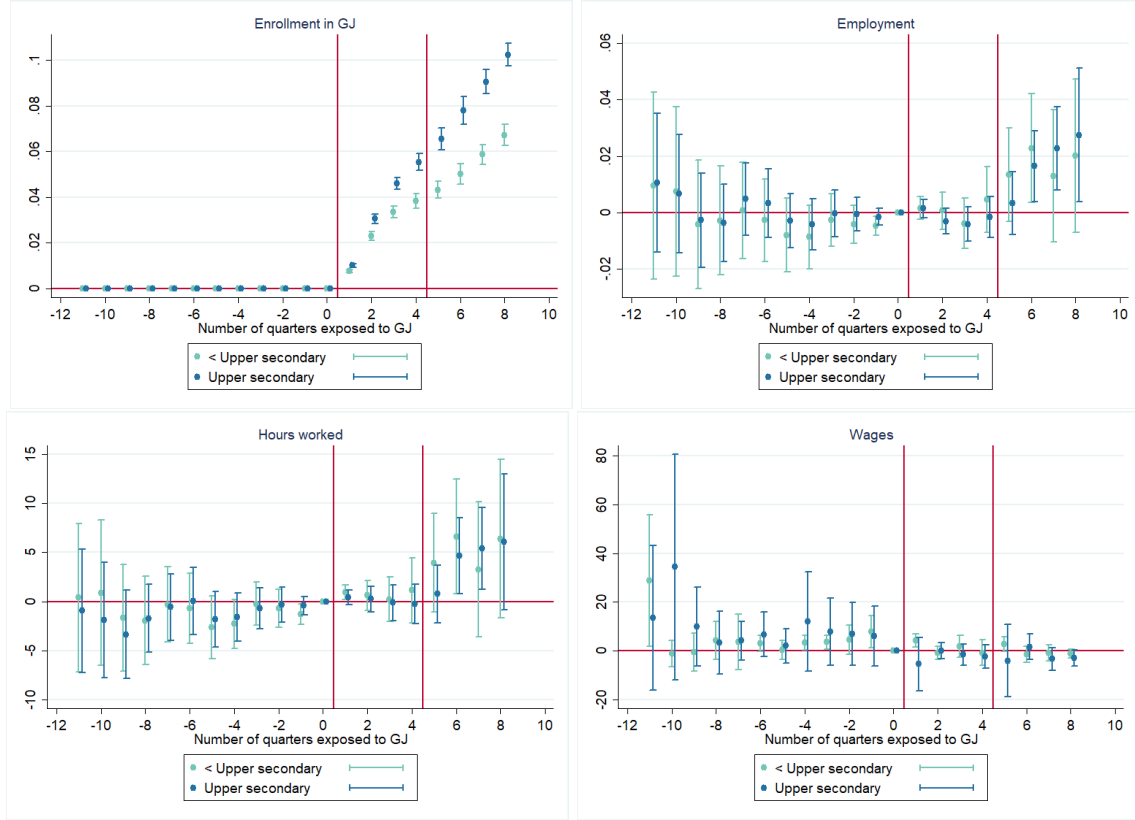 Enrollment in GJ
.1
.08
.06
.04
.02
0
-12 -10 -8 -6 -4 -2 0 2 4 6 8 10
Number of quarters exposed to GJ
< Upper secondary
Upper secondary
Employment
.06
.04
.02
0
-.02
-12 -10 -8 -6 -4 -2 0 2 4 6 8 10
Number of quarters exposed to GJ
< Upper secondary
Upper secondary
Hours worked
15
10
5
0
-5
-10
-12 -10 -8 -6 -4 -2 0 2 4 6 8 10
Number of quarters exposed to GJ
< Upper secondary
Upper secondary
Wages
80
60
40
20
0
-20
-12 -10 -8 -6 -4 -2 0 2 4 6 8 10
Number of quarters exposed to GJ
< Upper secondary
Upper secondary